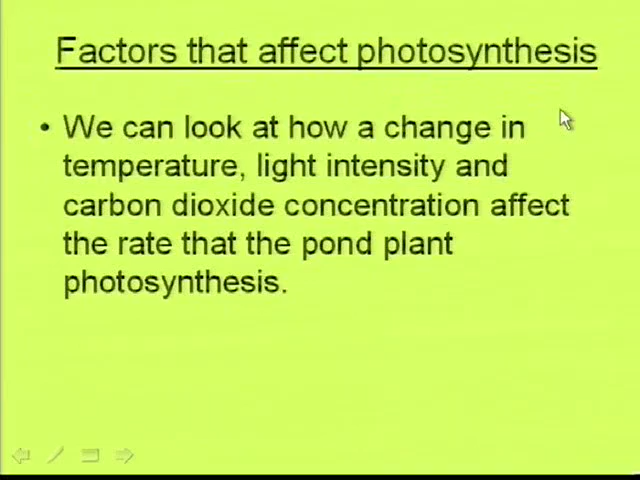 Factors that affect photosynthesis
• We can look at how a change in
temperature, light intensity and
carbon dioxide concentration affect
the rate that the pond plant
photosynthesis.